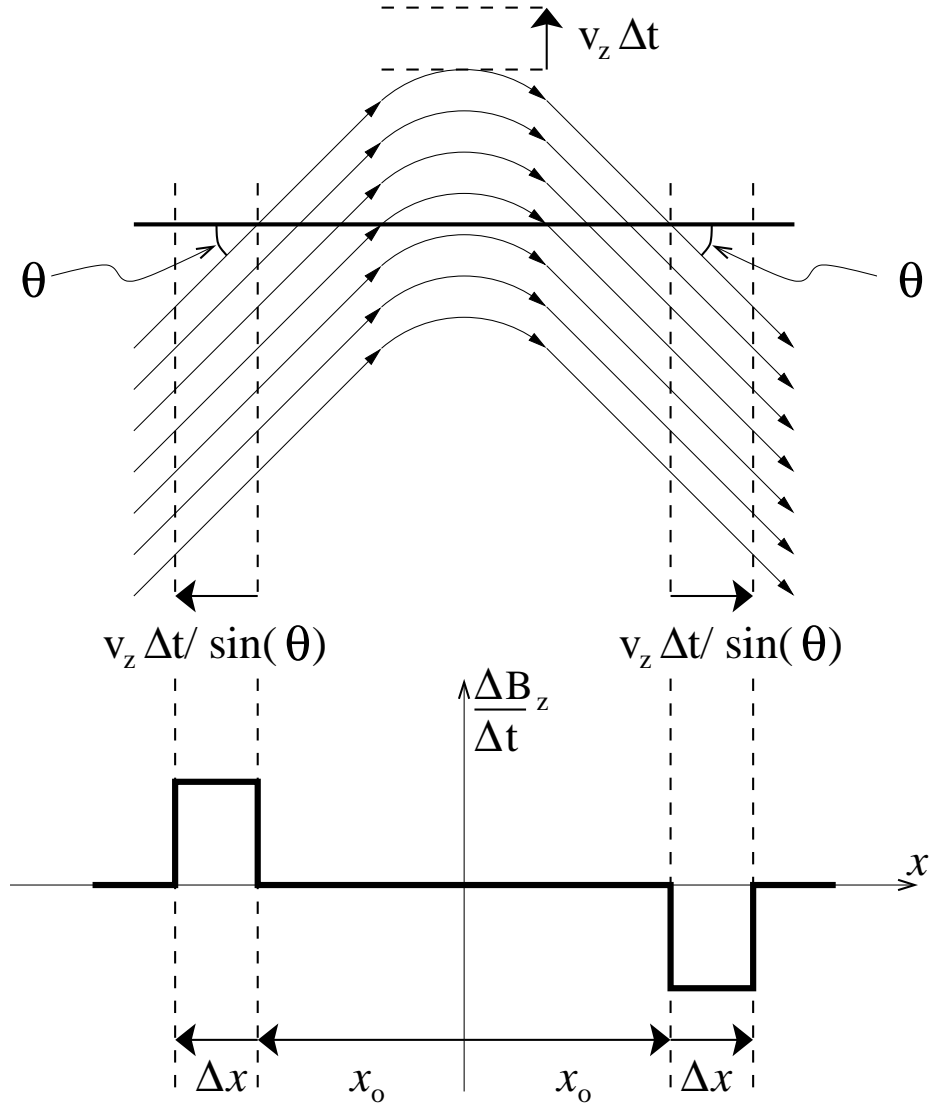 v_z Δt
θ θ
v_z Δt/ sin(θ) v_z Δt/ sin(θ)
ΔB_z
Δt
x
Δx x_o x_o Δx